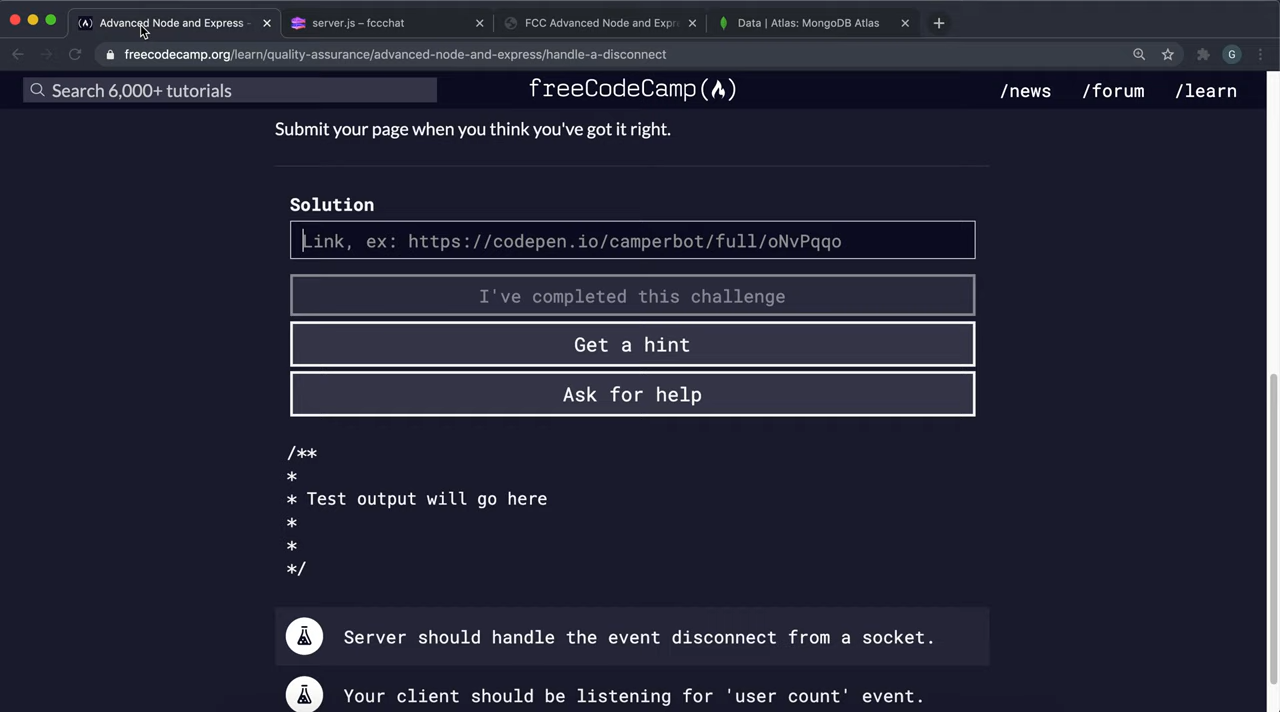 Advanced Node and Express -
server.js – fccchat
FCC Advanced Node and Expr
Data | Atlas: MongoDB Atlas
freecodecamp.org/learn/quality-assurance/advanced-node-and-express/handle-a-disconnect
G
Search 6,000+ tutorials
freeCodeCamp
/news
/forum
/learn
Submit your page when you think you've got it right.
Solution
Link, ex: https://codepen.io/camperbot/full/oNvPqqo
I've completed this challenge
Get a hint
Ask for help
/**
*
* Test output will go here
*
*
*/
Server should handle the event disconnect from a socket.
Your client should be listening for 'user count' event.